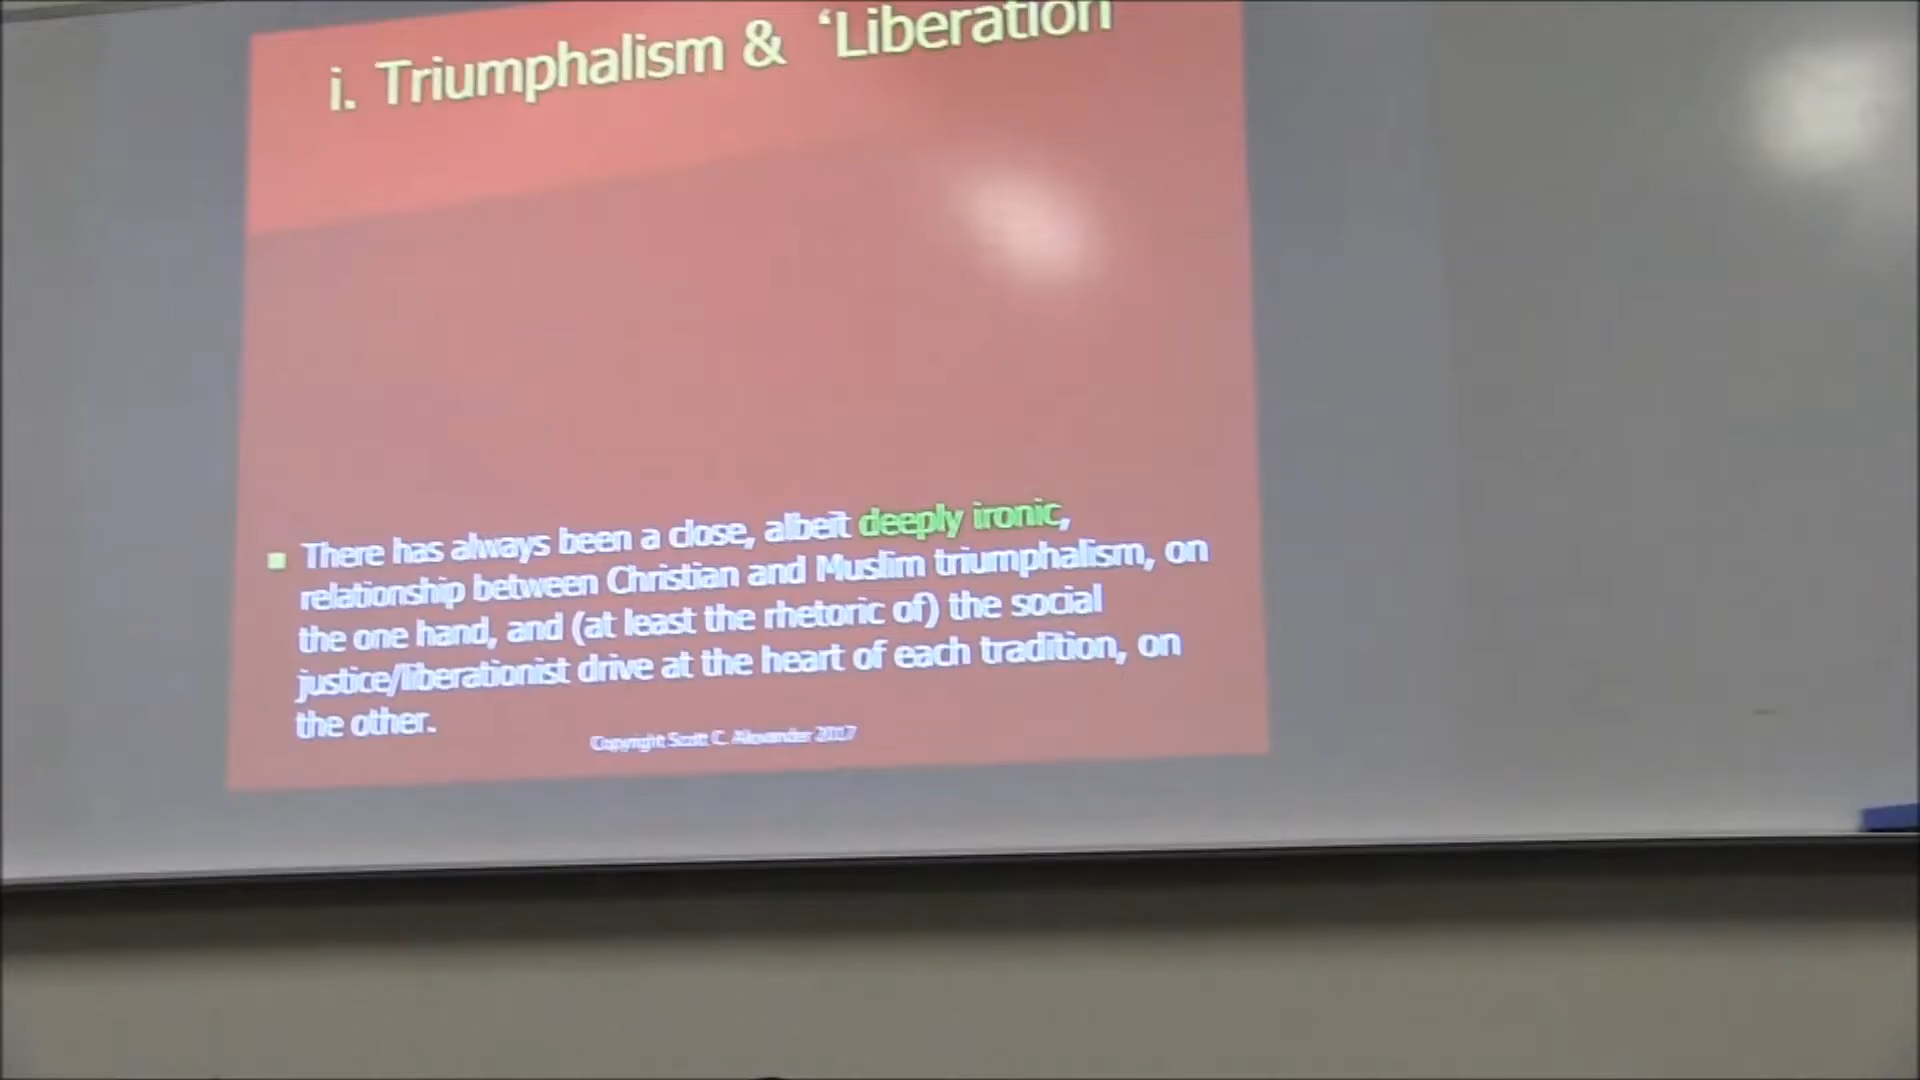 i. Triumphalism & ‘Liberation
There has always been a close, albeit deeply ironic,
relationship between Christian and Muslim triumphalism, on
the one hand, and (at least the rhetoric of) the social
justice/liberationist drive at the heart of each tradition, on
the other.
Copyright Scott C. Alexander 2017